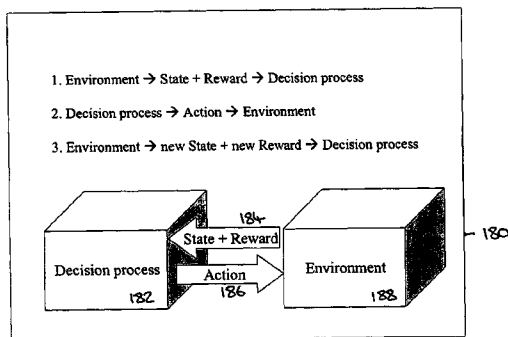 1. Environment → State + Reward → Decision process
2. Decision process → Action → Environment
3. Environment → new State + new Reward → Decision process
184
State + Reward
180
Decision process
Action
Environment
182
186
188